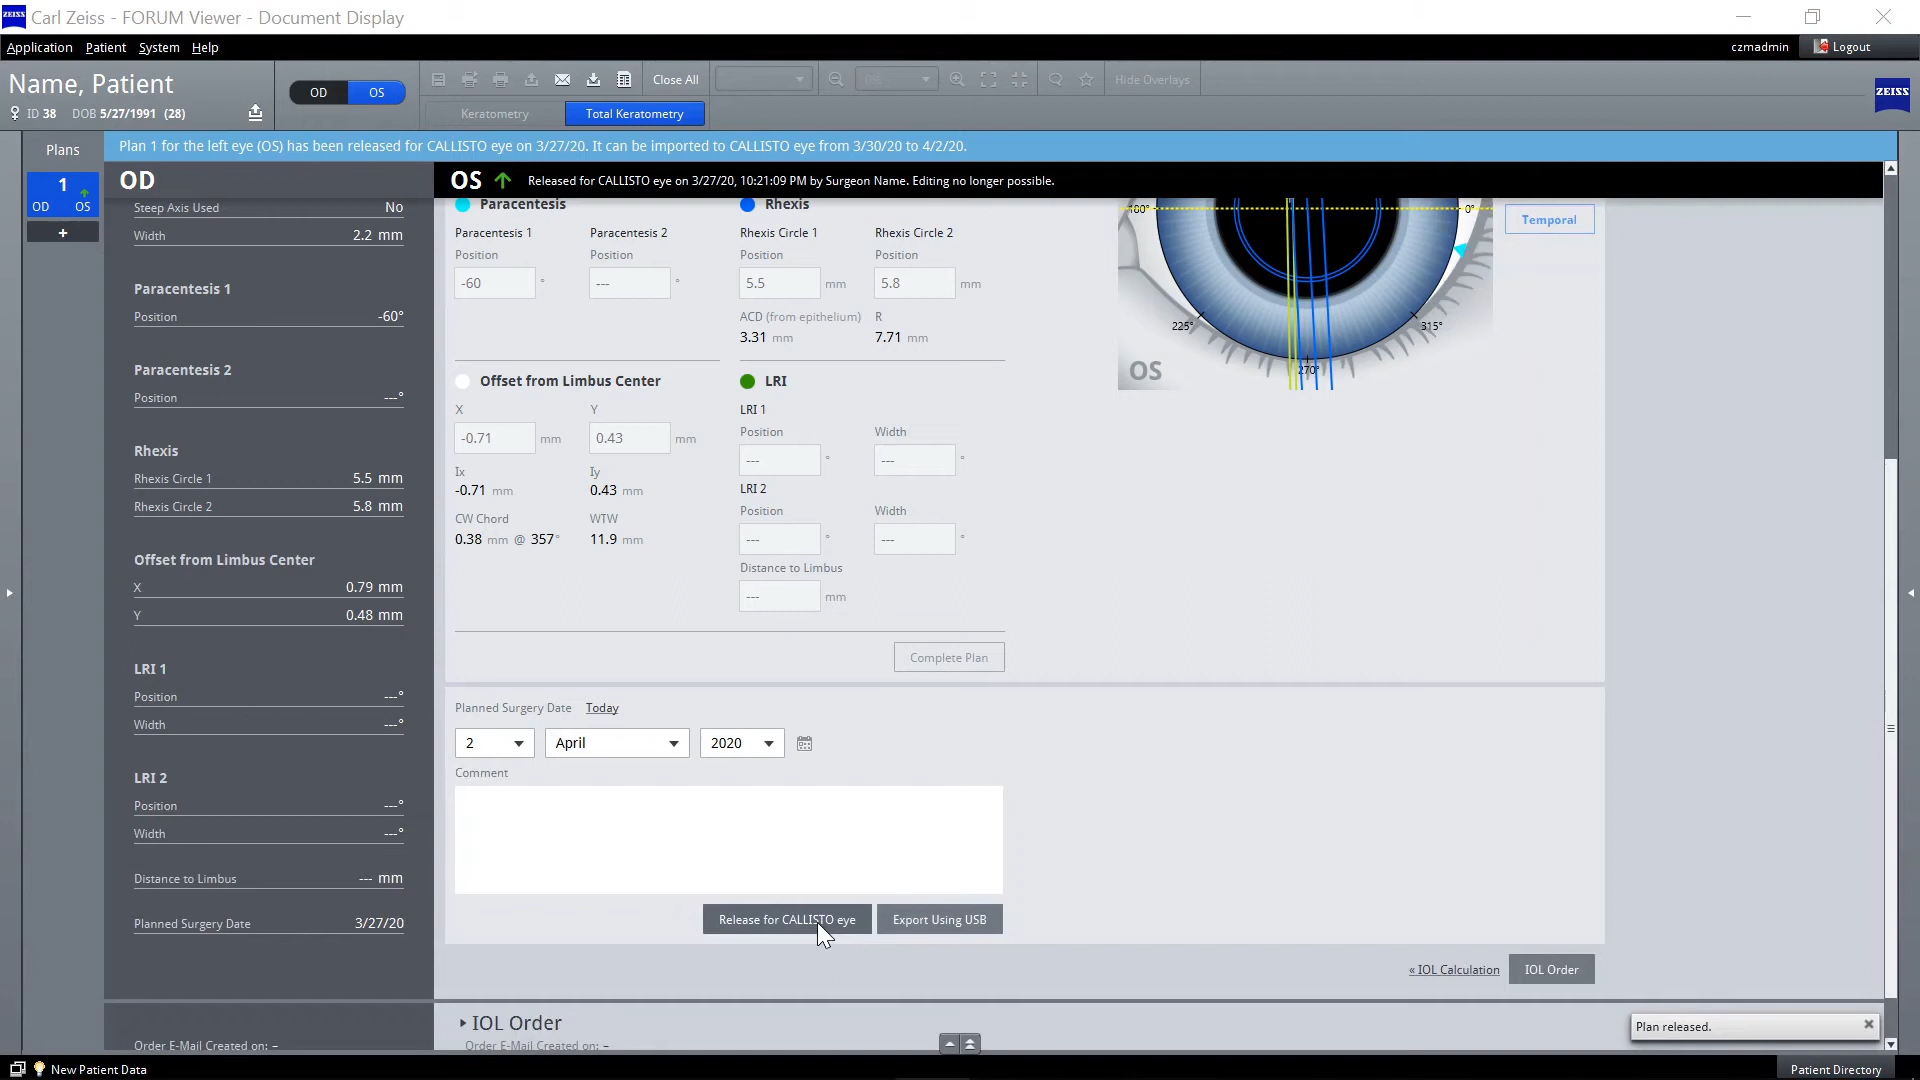 ZEISS Carl Zeiss - FORUM Viewer - Document Display
Application Patient System Help
czmadmin Logout
Name, Patient
ID 38 DOB 5/27/1991 (28)
OD OS
Close All
Hide Overlays
ZEISS
Keratometry Total Keratometry
Plans
1
OD OS
+
Plan 1 for the left eye (OS) has been released for CALLISTO eye on 3/27/20. It can be imported to CALLISTO eye from 3/30/20 to 4/2/20.
OD
Steep Axis Used No
Width 2.2 mm
Paracentesis 1
Position -60°
Paracentesis 2
Position ---°
Rhexis
Rhexis Circle 1 5.5 mm
Rhexis Circle 2 5.8 mm
Offset from Limbus Center
X 0.79 mm
Y 0.48 mm
LRI 1
Position ---°
Width ---°
LRI 2
Position ---°
Width ---°
Distance to Limbus --- mm
Planned Surgery Date 3/27/20
Order E-Mail Created on: –
OS Released for CALLISTO eye on 3/27/20, 10:21:09 PM by Surgeon Name. Editing no longer possible.
Paracentesis
Paracentesis 1 Paracentesis 2
Position Position
-60 ° --- °
Rhexis
Rhexis Circle 1 Rhexis Circle 2
Position Position
5.5 mm 5.8 mm
ACD (from epithelium) R
3.31 mm 7.71 mm
Offset from Limbus Center
X Y
-0.71 mm 0.43 mm
Ix Iy
-0.71 mm 0.43 mm
CW Chord WTW
0.38 mm @ 357° 11.9 mm
LRI
LRI 1
Position Width
--- ° --- °
LRI 2
Position Width
--- ° --- °
Distance to Limbus
--- mm
Complete Plan
180° 0°
225° 315°
270°
OS
Temporal
Planned Surgery Date Today
2 April 2020
Comment
Release for CALLISTO eye Export Using USB
« IOL Calculation IOL Order
IOL Order
Order E-Mail Created on: –
Plan released.
New Patient Data
Patient Directory